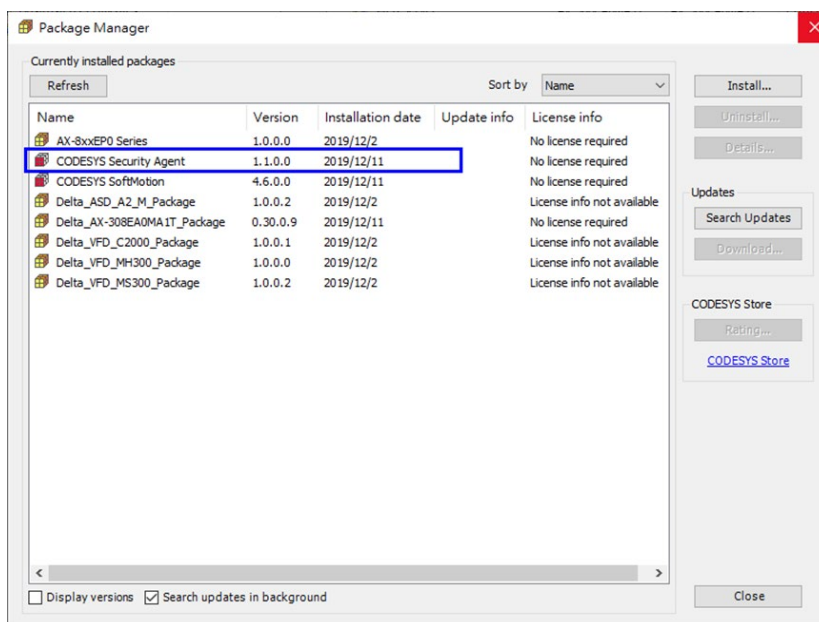 Package Manager
Currently installed packages
Refresh
Sort by Name
Name Version Installation date Update info License info
AX-8xxEP0 Series 1.0.0.0 2019/12/2 No license required
CODESYS Security Agent 1.1.0.0 2019/12/11 No license required
CODESYS SoftMotion 4.6.0.0 2019/12/11 No license required
Delta_ASD_A2_M_Package 1.0.0.2 2019/12/2 License info not available
Delta_AX-308EA0MA1T_Package 0.30.0.9 2019/12/11 No license required
Delta_VFD_C2000_Package 1.0.0.1 2019/12/2 License info not available
Delta_VFD_MH300_Package 1.0.0.0 2019/12/2 License info not available
Delta_VFD_MS300_Package 1.0.0.2 2019/12/2 License info not available
Display versions Search updates in background
Install...
Uninstall...
Details...
Updates
Search Updates
Download...
CODESYS Store
Rating...
CODESYS Store
Close